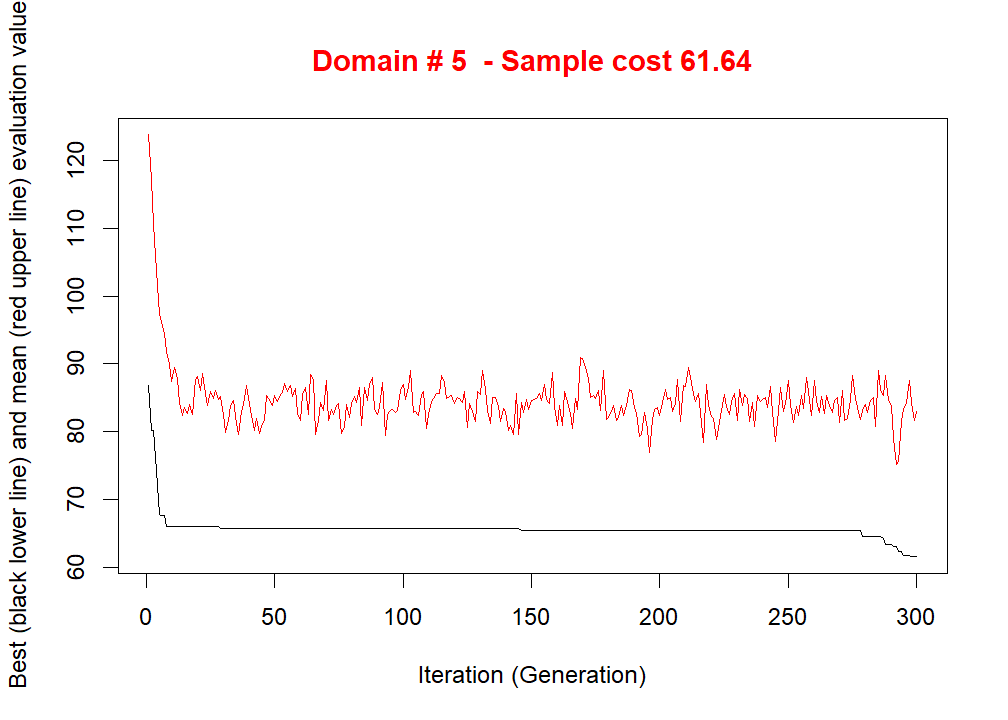 Domain # 5  - Sample cost 61.64
Best (black lower line) and mean (red upper line) evaluation value
120
110
100
90
80
70
60
0 50 100 150 200 250 300
Iteration (Generation)